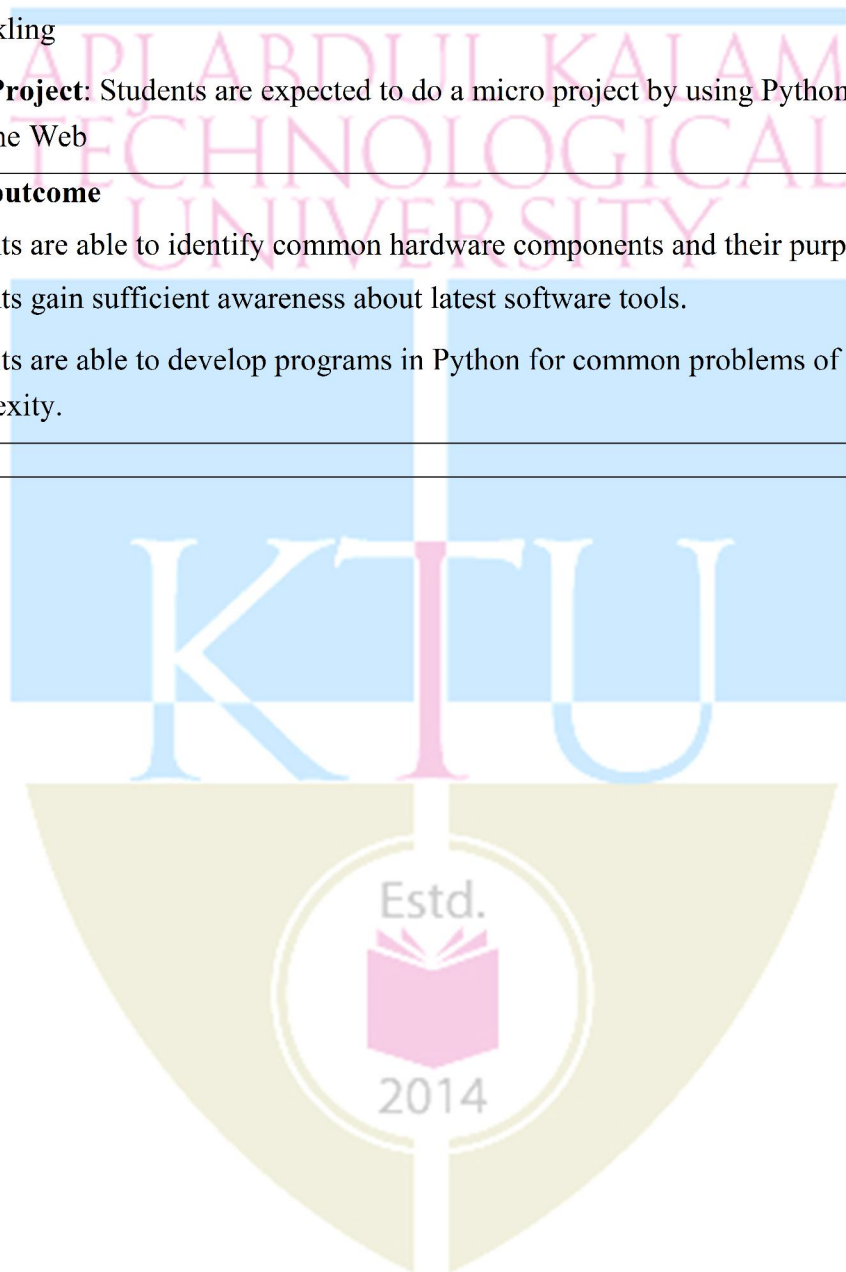 kling
APJ ABDUL KALAM
Project: Students are expected to do a micro project by using Python
TECHNOLOGICAL
ne Web
outcome
UNIVERSITY
ts are able to identify common hardware components and their purp
ts gain sufficient awareness about latest software tools.
ts are able to develop programs in Python for common problems of
exity.
KTU
Estd.
2014